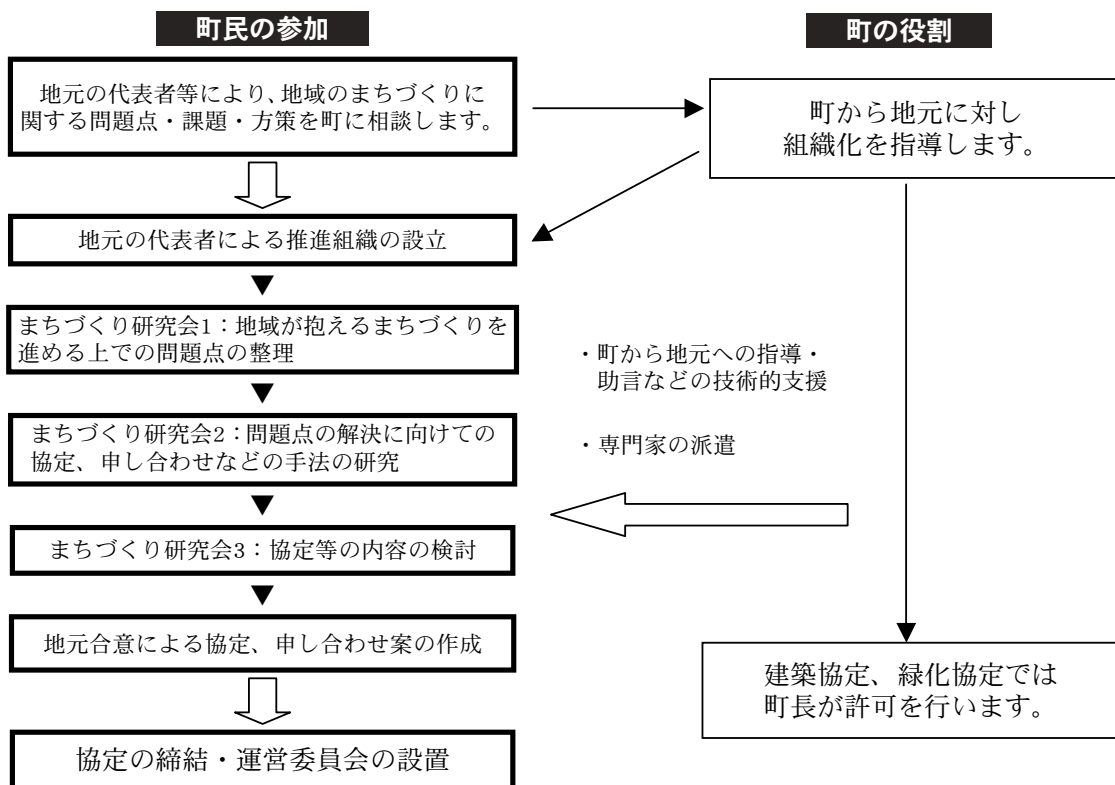 町民の参加
町の役割
地元の代表者等により、地域のまちづくりに
関する問題点・課題・方策を町に相談します。
町から地元に対し
組織化を指導します。
地元の代表者による推進組織の設立
まちづくり研究会1：地域が抱えるまちづくりを
進める上での問題点の整理
・町から地元への指導・
助言などの技術的支援
まちづくり研究会2：問題点の解決に向けての
協定、申し合わせなどの手法の研究
・専門家の派遣
まちづくり研究会3：協定等の内容の検討
地元合意による協定、申し合わせ案の作成
建築協定、緑化協定では
町長が許可を行います。
協定の締結・運営委員会の設置